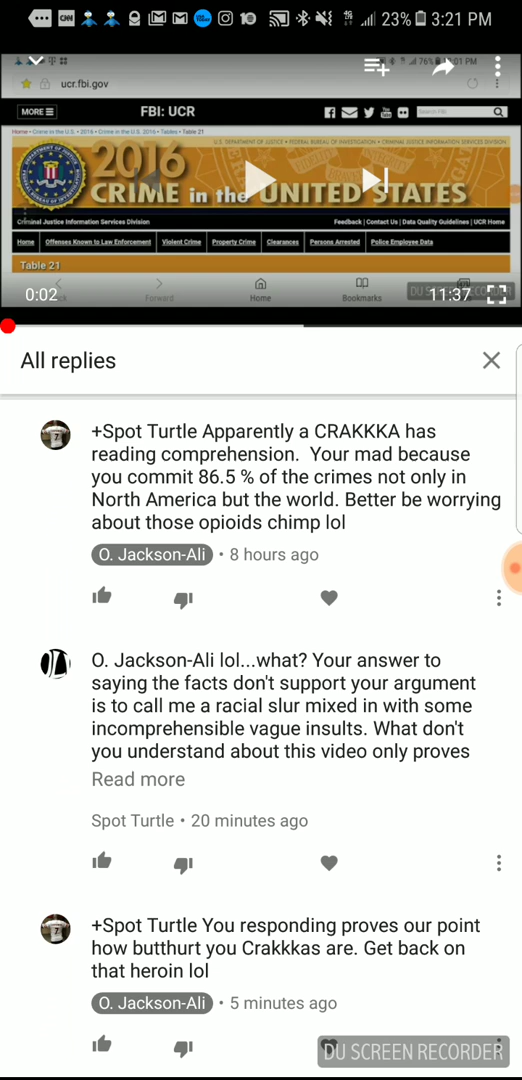 23% 3:21 PM
76% 3:01 PM
ucr.fbi.gov
MORE FBI: UCR Search FBI
Home • Crime in the U.S. • 2016 • Crime in the U.S. 2016 • Tables • Table 21
U.S. DEPARTMENT OF JUSTICE • FEDERAL BUREAU OF INVESTIGATION • CRIMINAL JUSTICE INFORMATION SERVICES DIVISION
2016
CRIME in the UNITED STATES
Criminal Justice Information Services Division Feedback | Contact Us | Data Quality Guidelines | UCR Home
Home Offenses Known to Law Enforcement Violent Crime Property Crime Clearances Persons Arrested Police Employee Data
Table 21
0:02 Forward Home Bookmarks 11:37
All replies
+Spot Turtle Apparently a CRAKKKA has
reading comprehension. Your mad because
you commit 86.5 % of the crimes not only in
North America but the world. Better be worrying
about those opioids chimp lol
O. Jackson-Ali • 8 hours ago
O. Jackson-Ali lol...what? Your answer to
saying the facts don't support your argument
is to call me a racial slur mixed in with some
incomprehensible vague insults. What don't
you understand about this video only proves
Read more
Spot Turtle • 20 minutes ago
+Spot Turtle You responding proves our point
how butthurt you Crakkkas are. Get back on
that heroin lol
O. Jackson-Ali • 5 minutes ago
DU SCREEN RECORDER